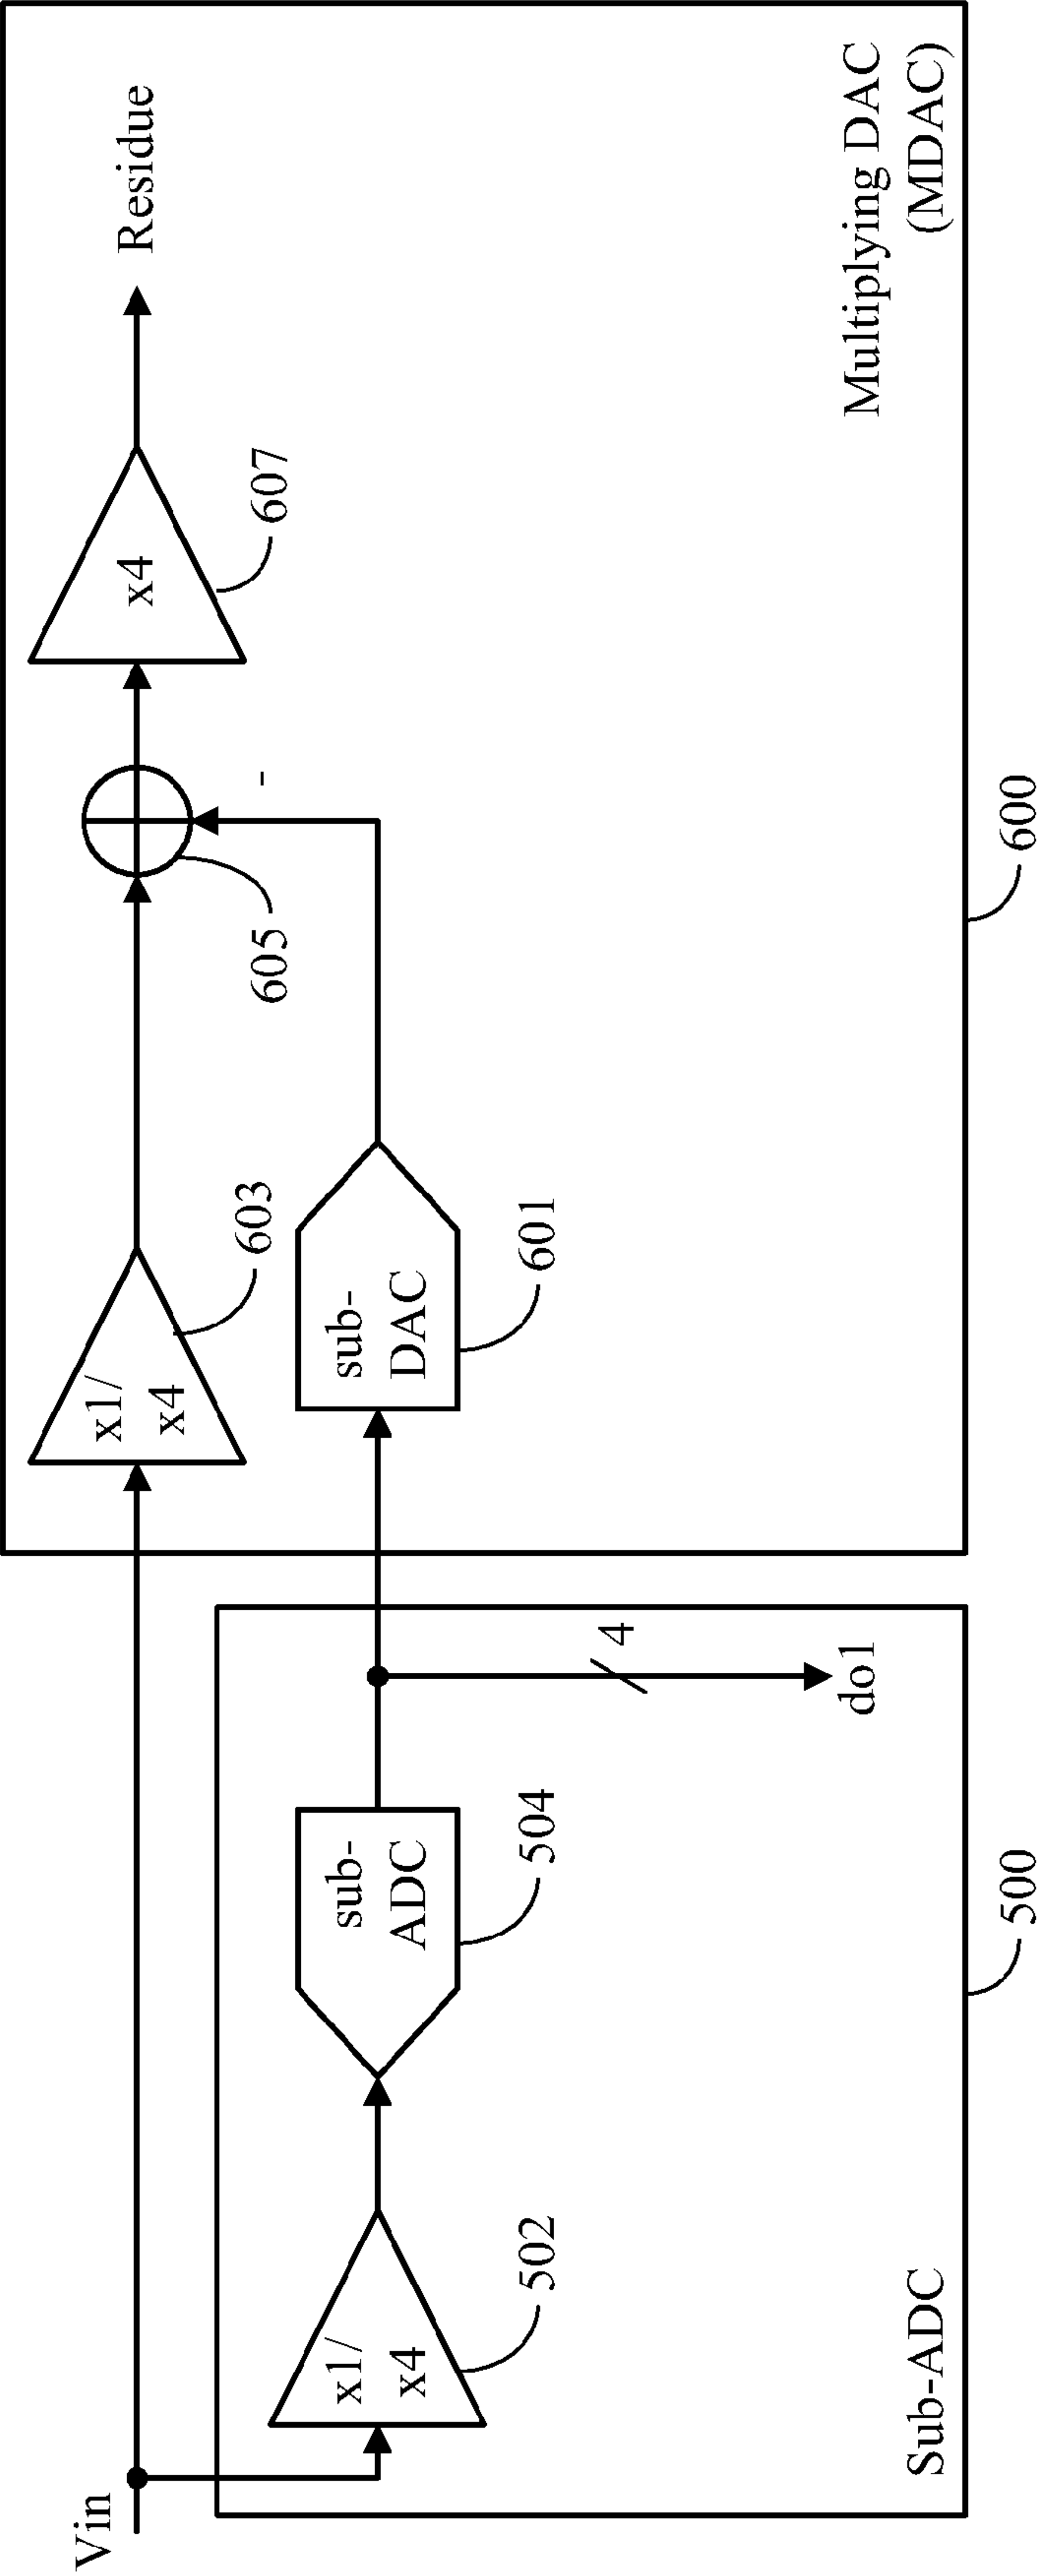 Vin
x1/
x4
603
605
-
x4
607
Residue
x1/
x4
502
sub-
ADC
504
4
do1
sub-
DAC
601
Sub-ADC
500
Multiplying DAC
(MDAC)
600